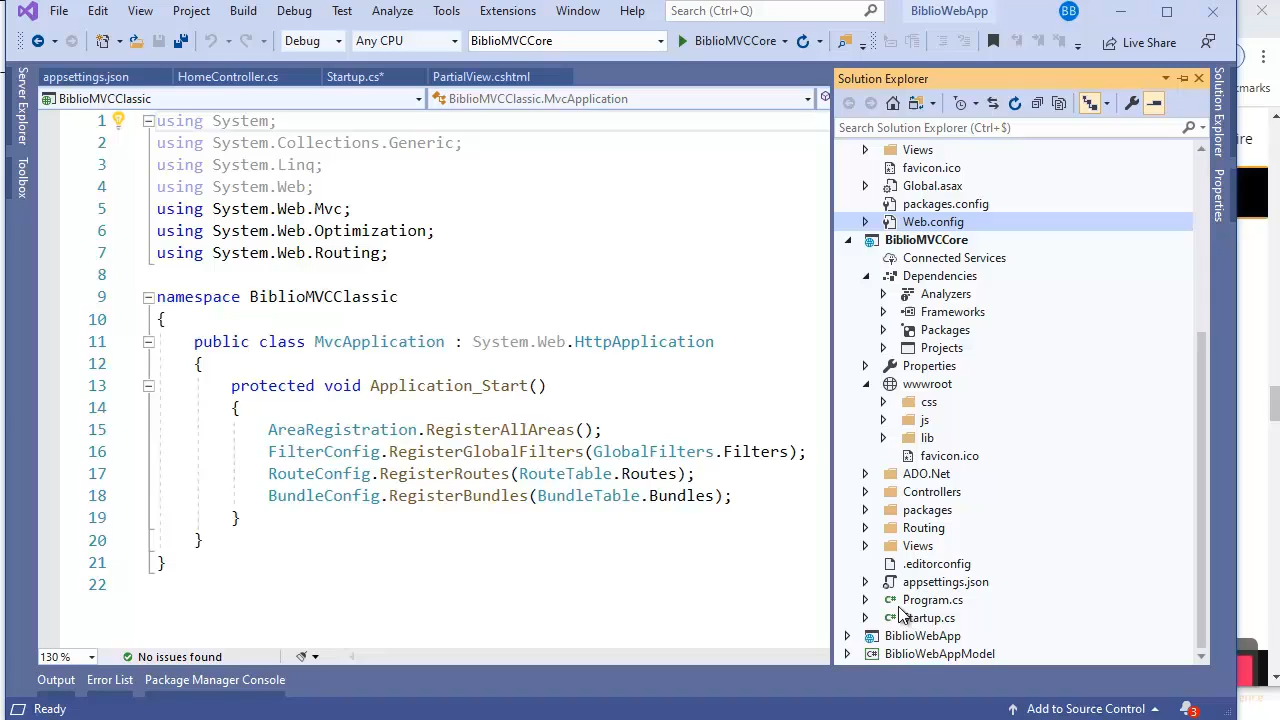 File Edit View Project Build Debug Test Analyze Tools Extensions Window Help Search (Ctrl+Q) BiblioWebApp BB
Debug Any CPU BiblioMVCCore BiblioMVCCore Live Share
appsettings.json HomeController.cs Startup.cs* PartialView.cshtml
BiblioMVCClassic BiblioMVCClassic.MvcApplication
Server Explorer
Toolbox
1 using System;
2 using System.Collections.Generic;
3 using System.Linq;
4 using System.Web;
5 using System.Web.Mvc;
6 using System.Web.Optimization;
7 using System.Web.Routing;
8
9 namespace BiblioMVCClassic
10 {
11 public class MvcApplication : System.Web.HttpApplication
12 {
13 protected void Application_Start()
14 {
15 AreaRegistration.RegisterAllAreas();
16 FilterConfig.RegisterGlobalFilters(GlobalFilters.Filters);
17 RouteConfig.RegisterRoutes(RouteTable.Routes);
18 BundleConfig.RegisterBundles(BundleTable.Bundles);
19 }
20 }
21 }
22
130 % No issues found
Solution Explorer
Search Solution Explorer (Ctrl+$)
Views
favicon.ico
Global.asax
packages.config
Web.config
BiblioMVCCore
Connected Services
Dependencies
Analyzers
Frameworks
Packages
Projects
Properties
wwwroot
css
js
lib
favicon.ico
ADO.Net
Controllers
packages
Routing
Views
.editorconfig
appsettings.json
Program.cs
tartup.cs
BiblioWebApp
BiblioWebAppModel
Solution Explorer
Properties
Output Error List Package Manager Console
Ready Add to Source Control 3